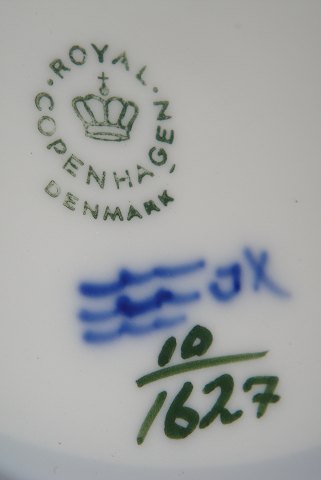 ROYAL
COPENHAGEN
DENMARK
JX
10
1627